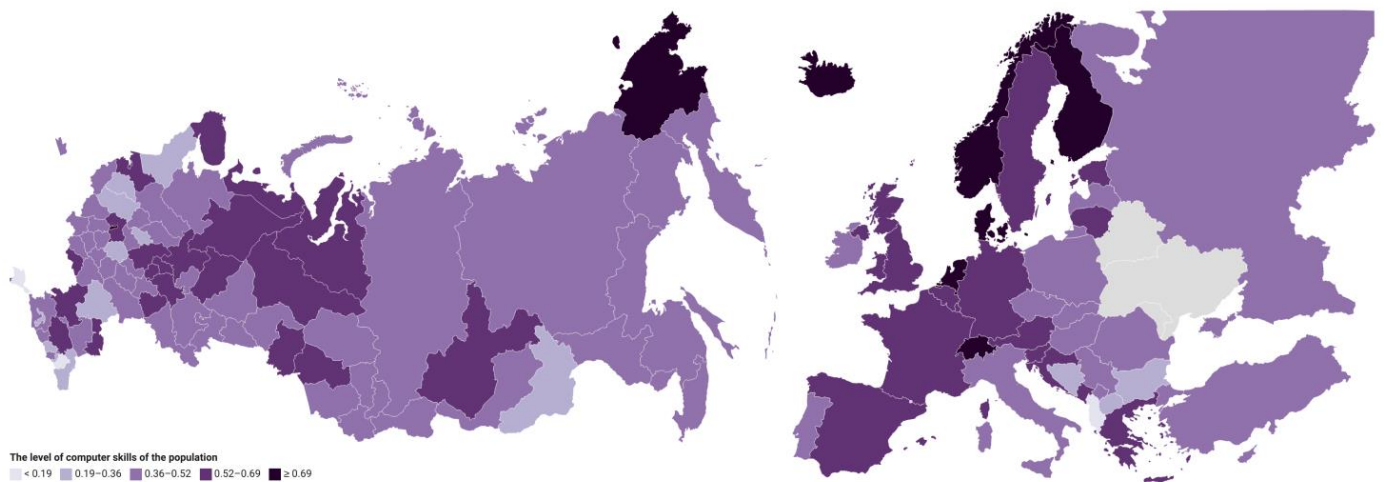 The level of computer skills of the population
< 0.19 0.19–0.36 0.36–0.52 0.52–0.69 ≥ 0.69